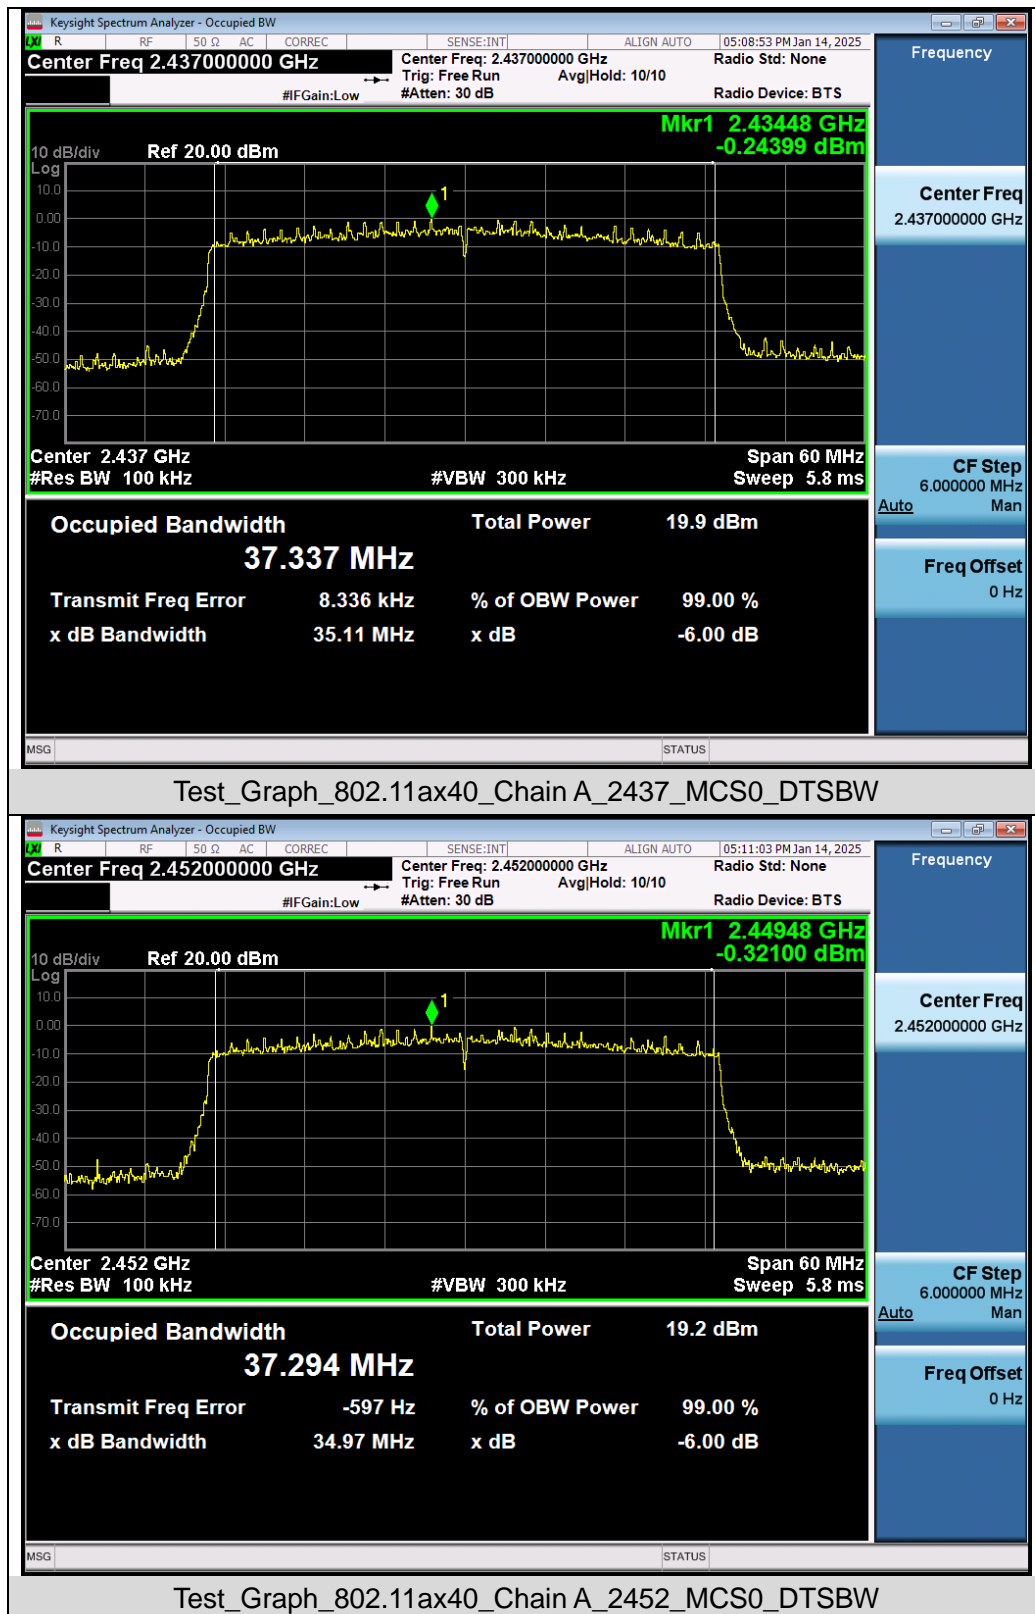 Keysight Spectrum Analyzer - Occupied BW
LXI R RF 50 Ω AC CORREC SENSE:INT ALIGN AUTO 05:08:53 PM Jan 14, 2025
Center Freq 2.437000000 GHz
Center Freq: 2.437000000 GHz
Radio Std: None
Trig: Free Run Avg|Hold: 10/10
#IFGain:Low
#Atten: 30 dB
Radio Device: BTS
Frequency
Mkr1 2.43448 GHz
-0.24399 dBm
10 dB/div Ref 20.00 dBm
Log
10.0
1
0.00
-10.0
-20.0
-30.0
-40.0
-50.0
-60.0
-70.0
Center Freq
2.437000000 GHz
Center 2.437 GHz
Span 60 MHz
#Res BW 100 kHz
#VBW 300 kHz
Sweep 5.8 ms
CF Step
6.000000 MHz
Auto Man
Occupied Bandwidth
Total Power 19.9 dBm
37.337 MHz
Freq Offset
0 Hz
Transmit Freq Error 8.336 kHz
% of OBW Power 99.00 %
x dB Bandwidth 35.11 MHz
x dB -6.00 dB
MSG STATUS
Test_Graph_802.11ax40_Chain A_2437_MCS0_DTSBW
Keysight Spectrum Analyzer - Occupied BW
LXI R RF 50 Ω AC CORREC SENSE:INT ALIGN AUTO 05:11:03 PM Jan 14, 2025
Center Freq 2.452000000 GHz
Center Freq: 2.452000000 GHz
Radio Std: None
Trig: Free Run Avg|Hold: 10/10
#IFGain:Low
#Atten: 30 dB
Radio Device: BTS
Frequency
Mkr1 2.44948 GHz
-0.32100 dBm
10 dB/div Ref 20.00 dBm
Log
10.0
1
0.00
-10.0
-20.0
-30.0
-40.0
-50.0
-60.0
-70.0
Center Freq
2.452000000 GHz
Center 2.452 GHz
Span 60 MHz
#Res BW 100 kHz
#VBW 300 kHz
Sweep 5.8 ms
CF Step
6.000000 MHz
Auto Man
Occupied Bandwidth
Total Power 19.2 dBm
37.294 MHz
Freq Offset
0 Hz
Transmit Freq Error -597 Hz
% of OBW Power 99.00 %
x dB Bandwidth 34.97 MHz
x dB -6.00 dB
MSG STATUS
Test_Graph_802.11ax40_Chain A_2452_MCS0_DTSBW